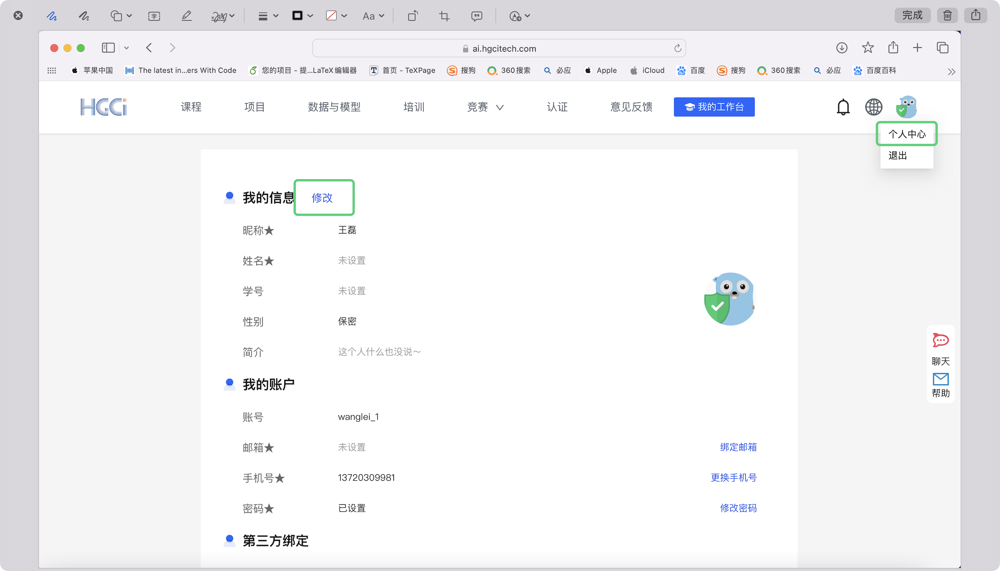 字 Aa 完成
ai.hgcitech.com
苹果中国 The latest in...ers With Code 您的项目 - 提...LaTeX 编辑器 T 首页 - TeXPage 搜狗 360搜索 必应 Apple iCloud 百度 搜狗 360搜索 必应 百度百科
HGCi 课程 项目 数据与模型 培训 竞赛 认证 意见反馈 我的工作台
个人中心
退出
我的信息 修改
昵称★ 王磊
姓名★ 未设置
学号 未设置
性别 保密
简介 这个人什么也没说～
聊天
我的账户
帮助
账号 wanglei_1
邮箱★ 未设置 绑定邮箱
手机号★ 13720309981 更换手机号
密码★ 已设置 修改密码
第三方绑定